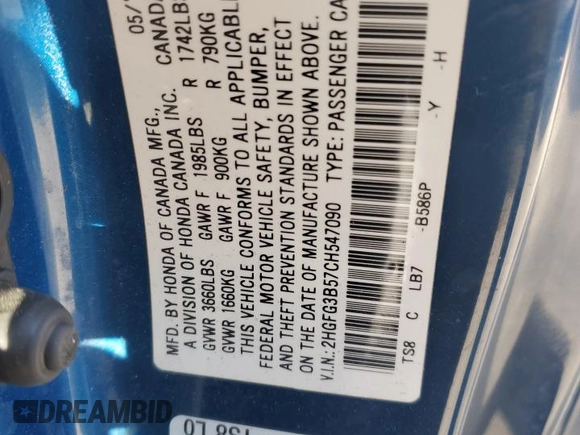 MFD. BY HONDA OF CANADA MFG.,
A DIVISION OF HONDA CANADA INC. CANADA 05/
GVWR 3660LBS GAWR F 1985LBS R 1742LBS
GVWR 1660KG GAWR F 900KG R 790KG
THIS VEHICLE CONFORMS TO ALL APPLICABLE
FEDERAL MOTOR VEHICLE SAFETY, BUMPER,
AND THEFT PREVENTION STANDARDS IN EFFECT
ON THE DATE OF MANUFACTURE SHOWN ABOVE.
V.I.N.: 2HGFG3B57CH547090 TYPE: PASSENGER CA
TS8 C LB7 -B586P -Y -H
DREAMBID